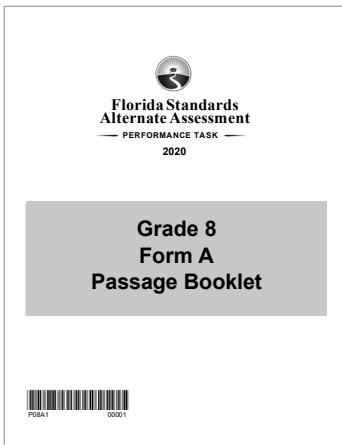 Florida Standards
Alternate Assessment
PERFORMANCE TASK
2020
Grade 8
Form A
Passage Booklet
P08A1 00001